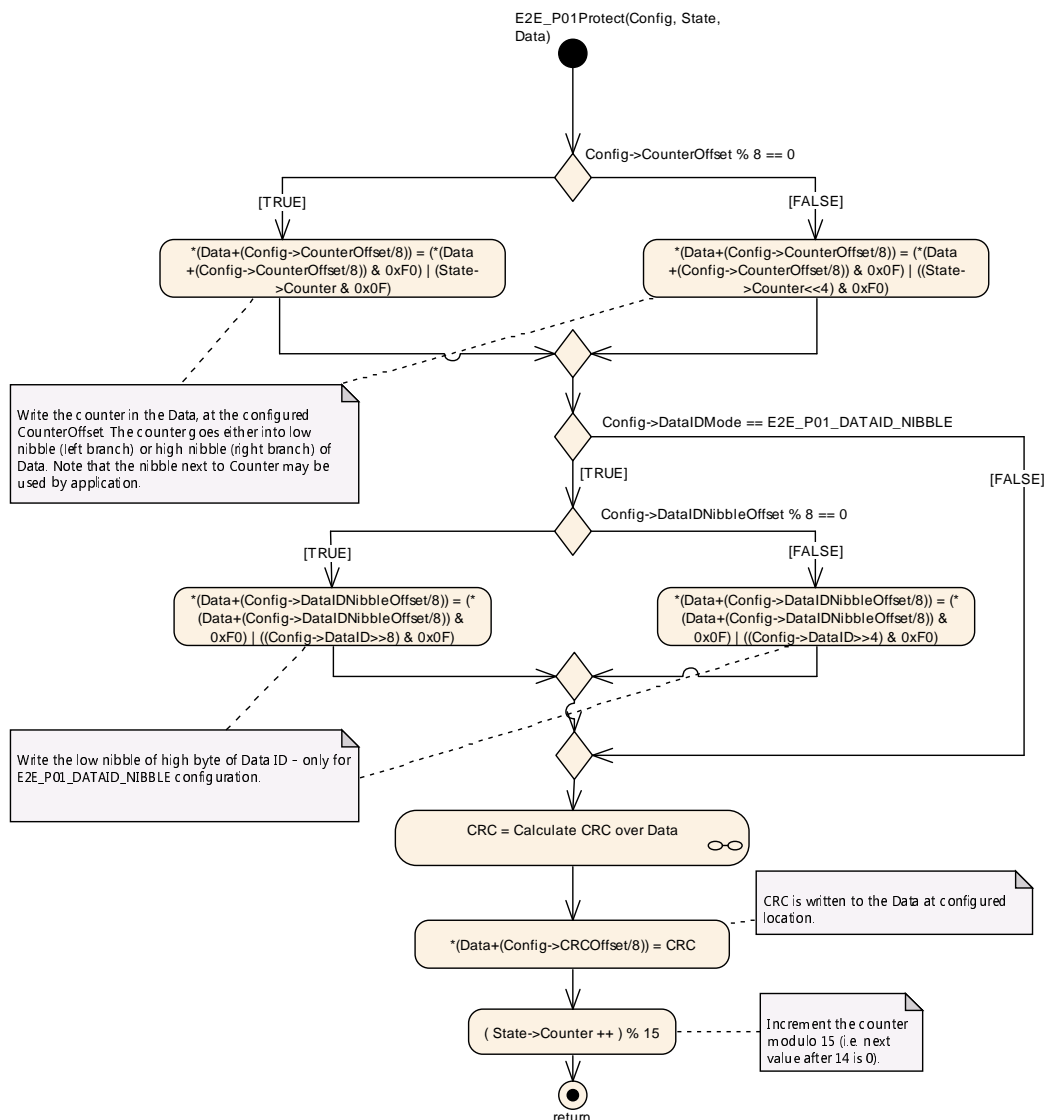 E2E_P01Protect(Config, State,
Data)
Config->CounterOffset % 8 == 0
[TRUE]
[FALSE]
*(Data+(Config->CounterOffset/8)) = (*(Data
+(Config->CounterOffset/8)) & 0xF0) | (State-
>Counter & 0x0F)
*(Data+(Config->CounterOffset/8)) = (*(Data
+(Config->CounterOffset/8)) & 0x0F) | ((State-
>Counter<<4) & 0xF0)
Write the counter in the Data, at the configured
CounterOffset. The counter goes either into low
nibble (left branch) or high nibble (right branch) of
Data. Note that the nibble next to Counter may be
used by application.
Config->DataIDMode == E2E_P01_DATAID_NIBBLE
[TRUE]
[FALSE]
Config->DataIDNibbleOffset % 8 == 0
[TRUE]
[FALSE]
*(Data+(Config->DataIDNibbleOffset/8)) = (*
(Data+(Config->DataIDNibbleOffset/8)) &
0xF0) | ((Config->DataID>>8) & 0x0F)
*(Data+(Config->DataIDNibbleOffset/8)) = (*
(Data+(Config->DataIDNibbleOffset/8)) &
0x0F) | ((Config->DataID>>4) & 0xF0)
Write the low nibble of high byte of Data ID – only for
E2E_P01_DATAID_NIBBLE configuration.
CRC = Calculate CRC over Data
CRC is written to the Data at configured
location.
*(Data+(Config->CRCOffset/8)) = CRC
( State->Counter ++ ) % 15
Increment the counter
modulo 15 (i.e. next
value after 14 is 0).
return